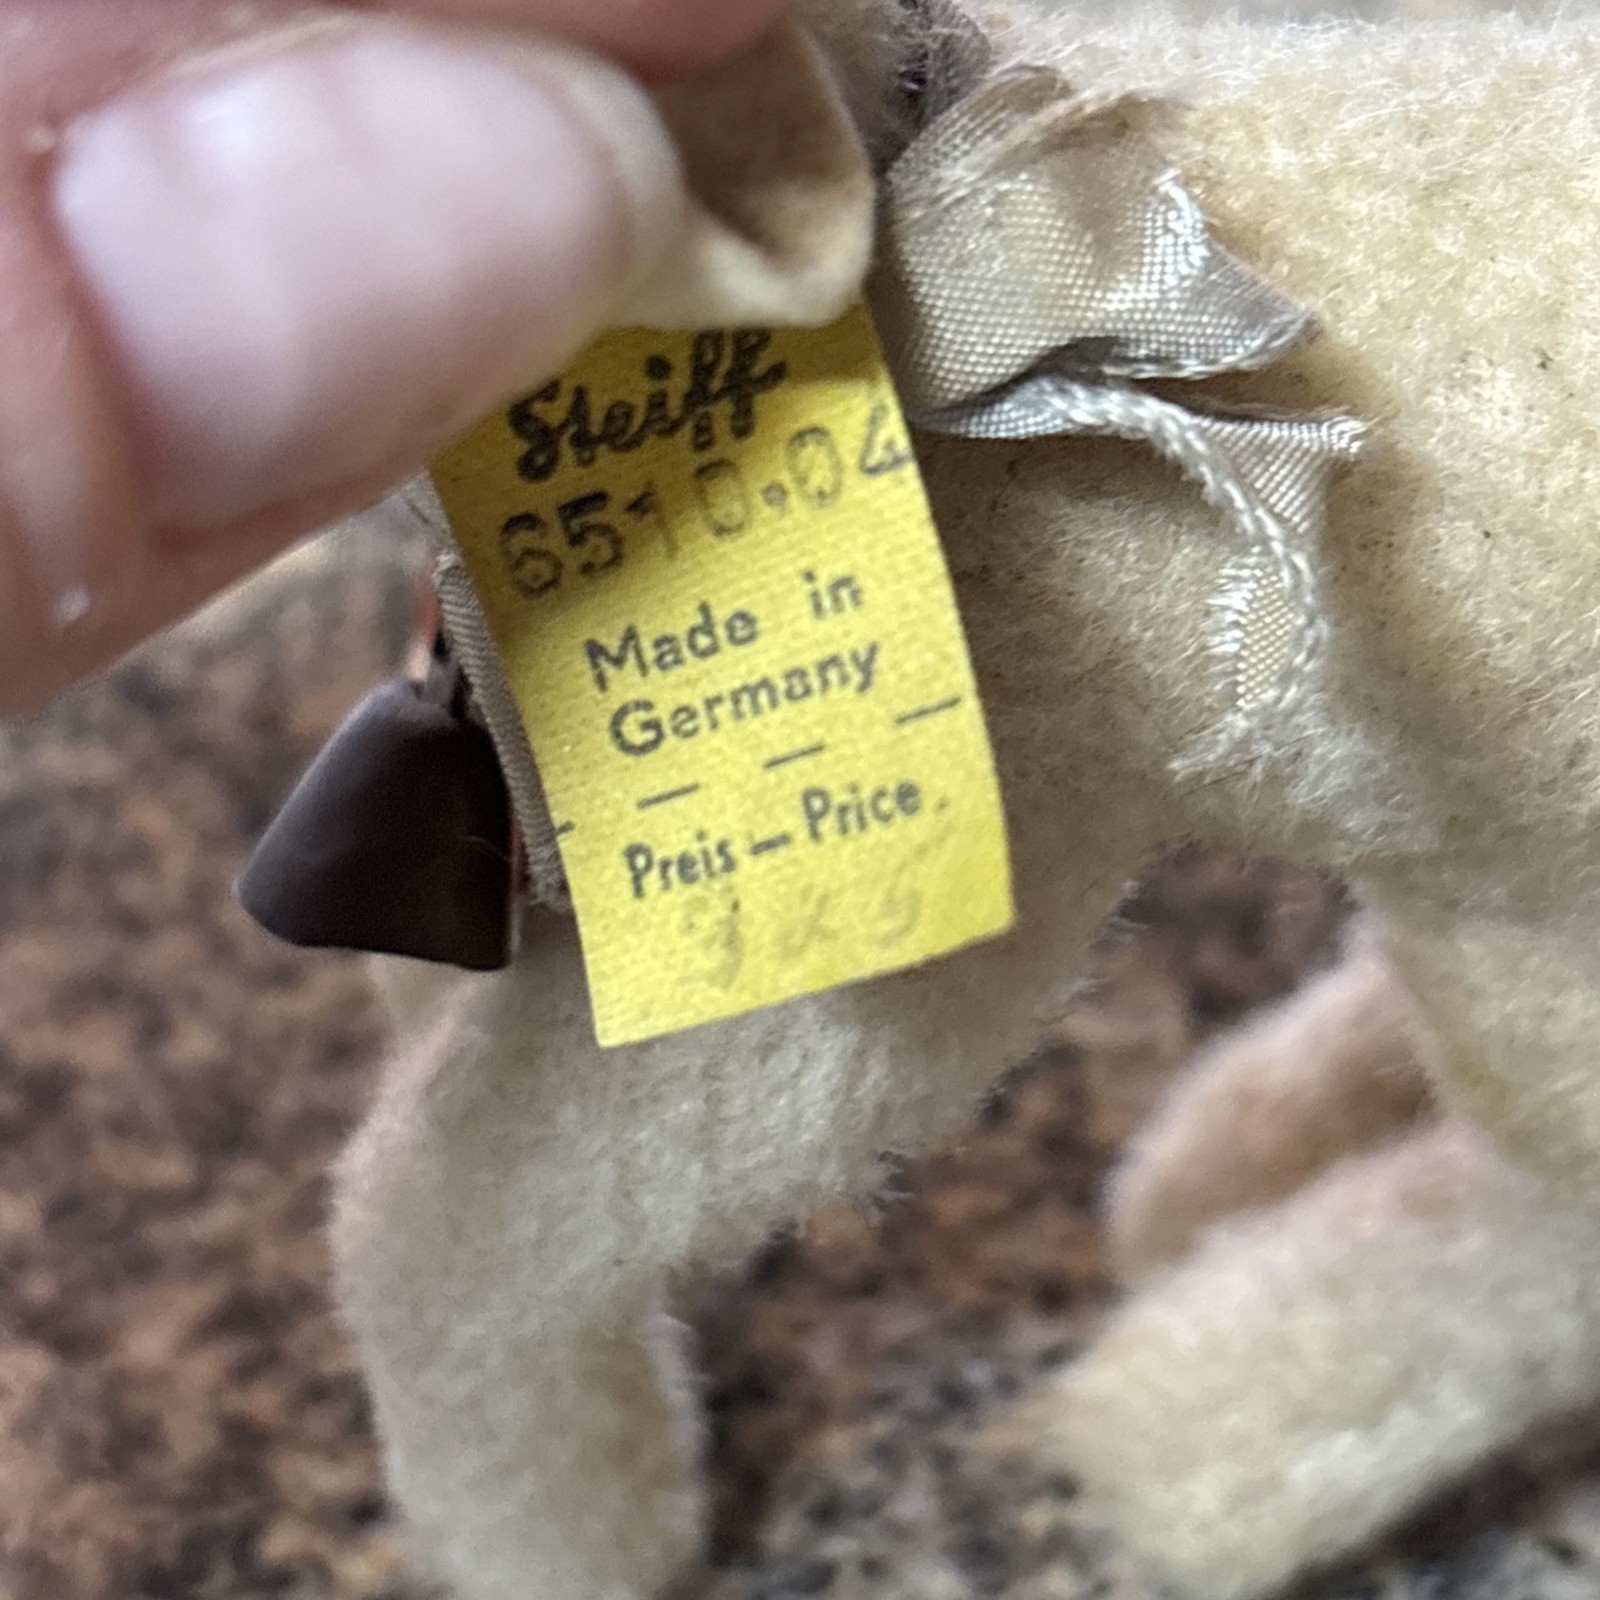 Steiff
6510.04
Made in
Germany
Preis – Price